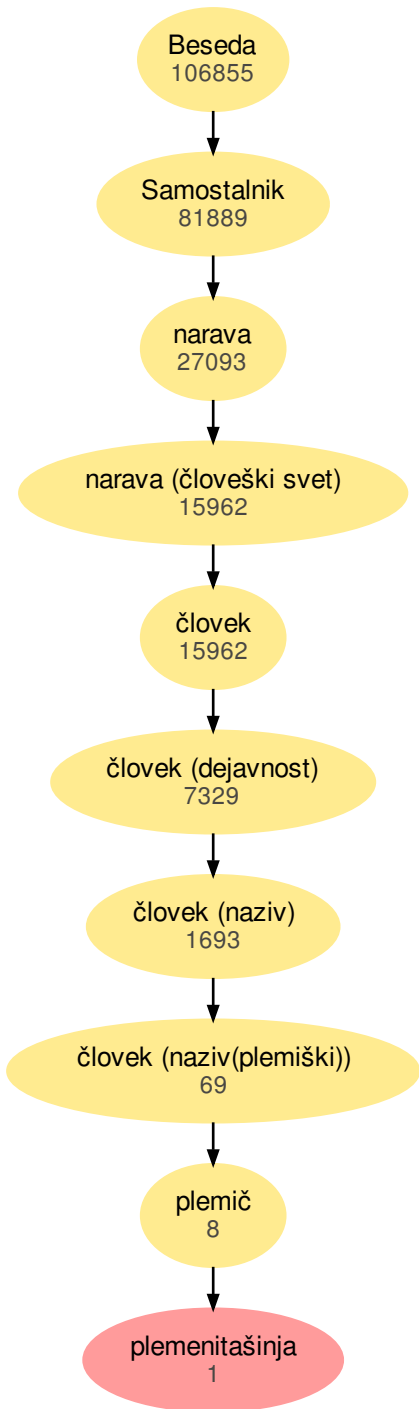 Beseda
106855
Samostalnik
81889
narava
27093
narava (človeški svet)
15962
človek
15962
človek (dejavnost)
7329
človek (naziv)
1693
človek (naziv(plemiški))
69
plemič
8
plemenitašinja
1